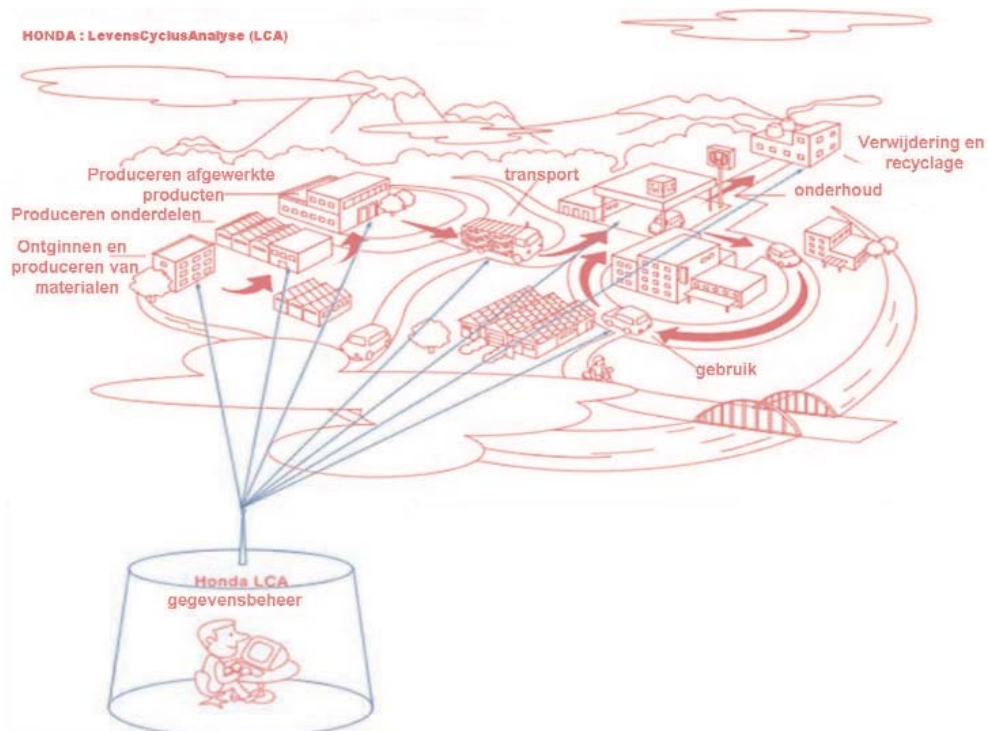 HONDA : LevensCyclusAnalyse (LCA)
Verwijdering en
recyclage
Produceren afgewerkte
producten
transport
onderhoud
Produceren onderdelen
Ontginnen en
produceren van
materialen
gebruik
Honda LCA
gegevensbeheer